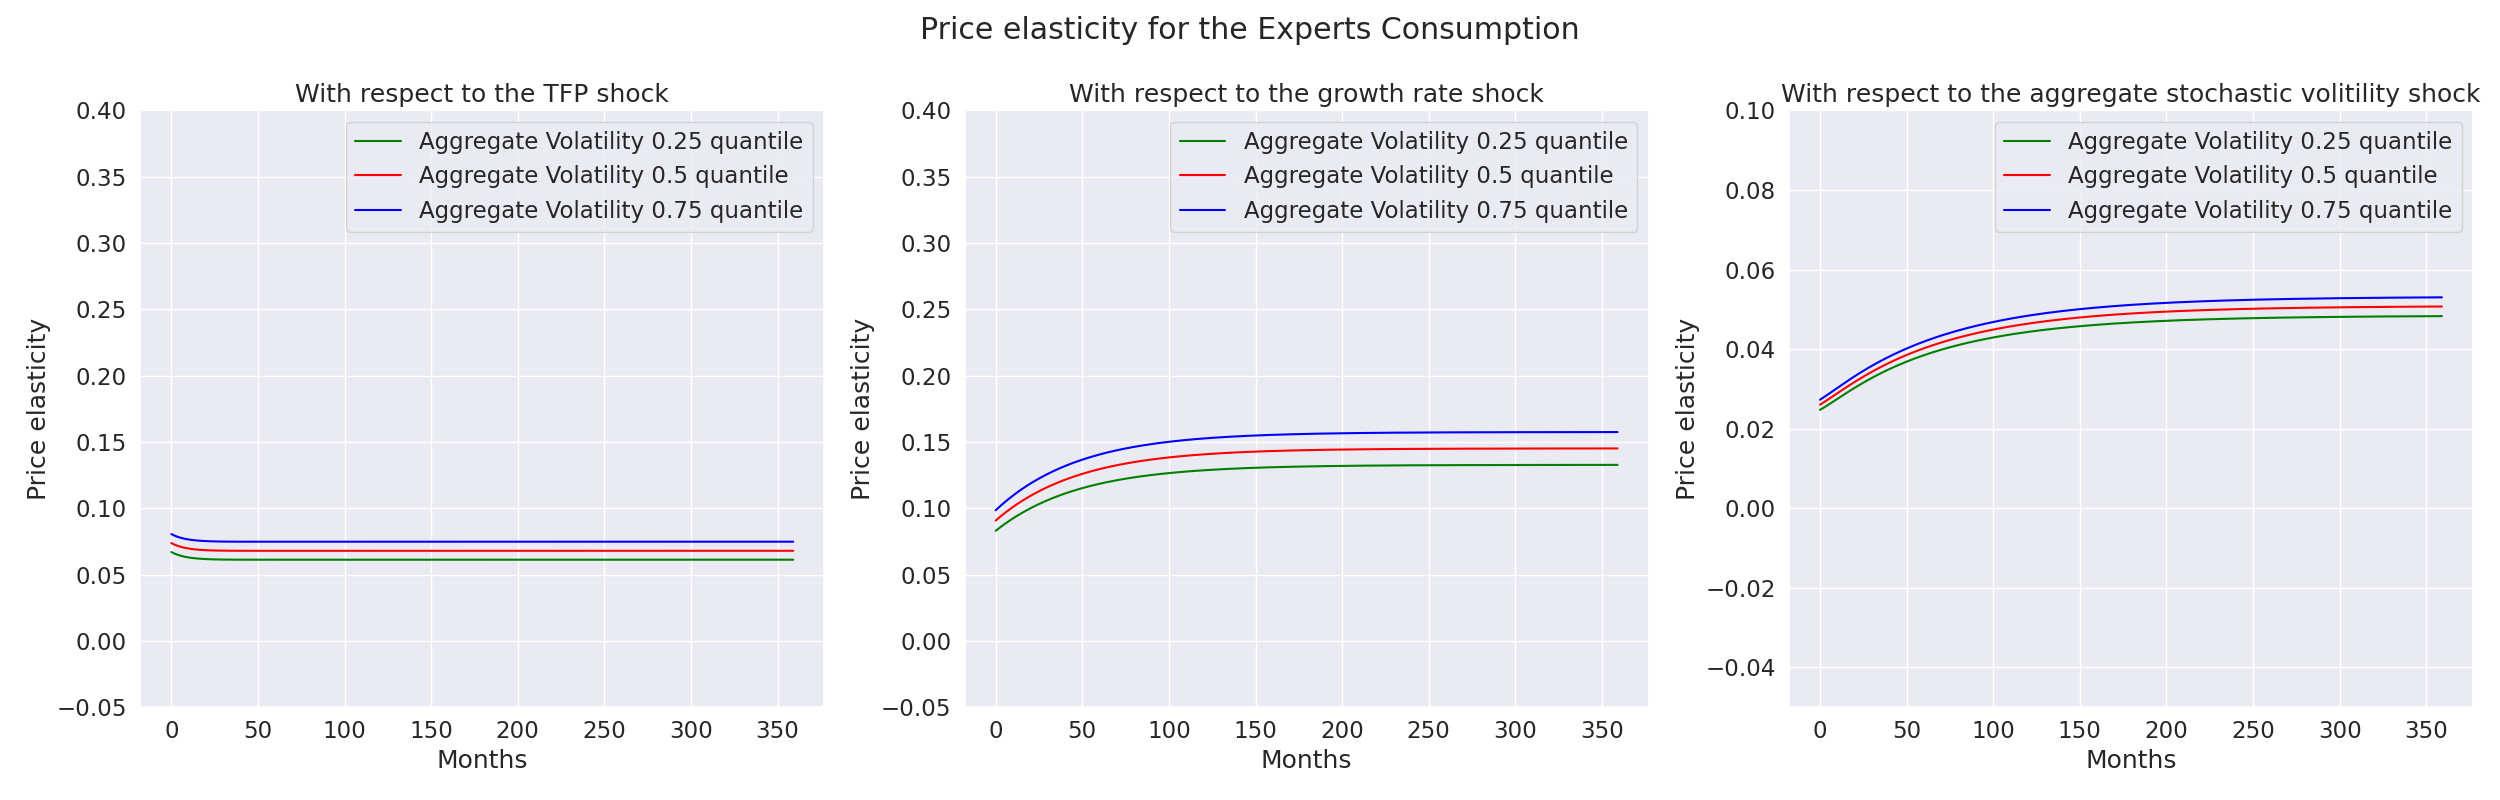 Price elasticity for the Experts Consumption
With respect to the TFP shock
0.40
0.35
0.30
0.25
0.20
0.15
0.10
0.05
0.00
−0.05
Price elasticity
Aggregate Volatility 0.25 quantile
Aggregate Volatility 0.5 quantile
Aggregate Volatility 0.75 quantile
0 50 100 150 200 250 300 350
Months
With respect to the growth rate shock
0.40
0.35
0.30
0.25
0.20
0.15
0.10
0.05
0.00
−0.05
Price elasticity
Aggregate Volatility 0.25 quantile
Aggregate Volatility 0.5 quantile
Aggregate Volatility 0.75 quantile
0 50 100 150 200 250 300 350
Months
With respect to the aggregate stochastic volitility shock
0.10
0.08
0.06
0.04
0.02
0.00
−0.02
−0.04
Price elasticity
Aggregate Volatility 0.25 quantile
Aggregate Volatility 0.5 quantile
Aggregate Volatility 0.75 quantile
0 50 100 150 200 250 300 350
Months